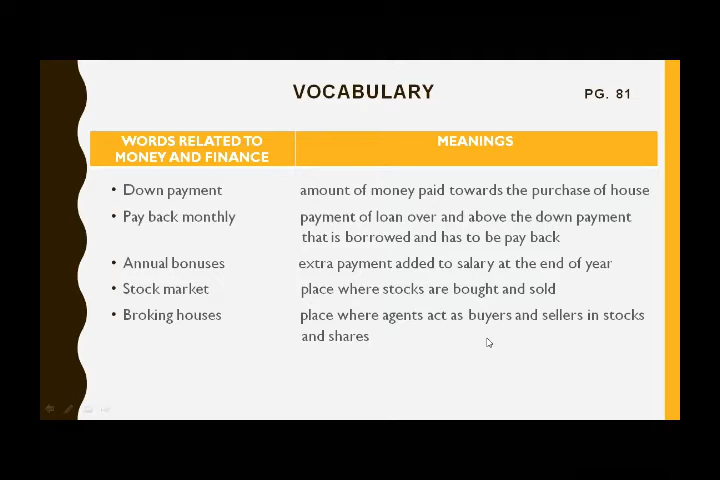 VOCABULARY
PG. 81
WORDS RELATED TO MONEY AND FINANCE
MEANINGS
• Down payment amount of money paid towards the purchase of house
• Pay back monthly payment of loan over and above the down payment
that is borrowed and has to be pay back
• Annual bonuses extra payment added to salary at the end of year
• Stock market place where stocks are bought and sold
• Broking houses place where agents act as buyers and sellers in stocks
and shares